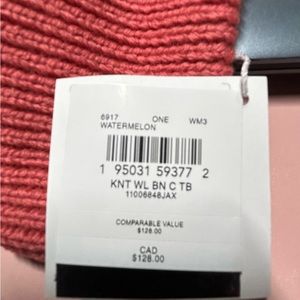 6917 ONE WM3
WATERMELON
1 95031 59377 2
KNT WL BN C TB
11006848JAX
COMPARABLE VALUE
$128.00
CAD
$128.00